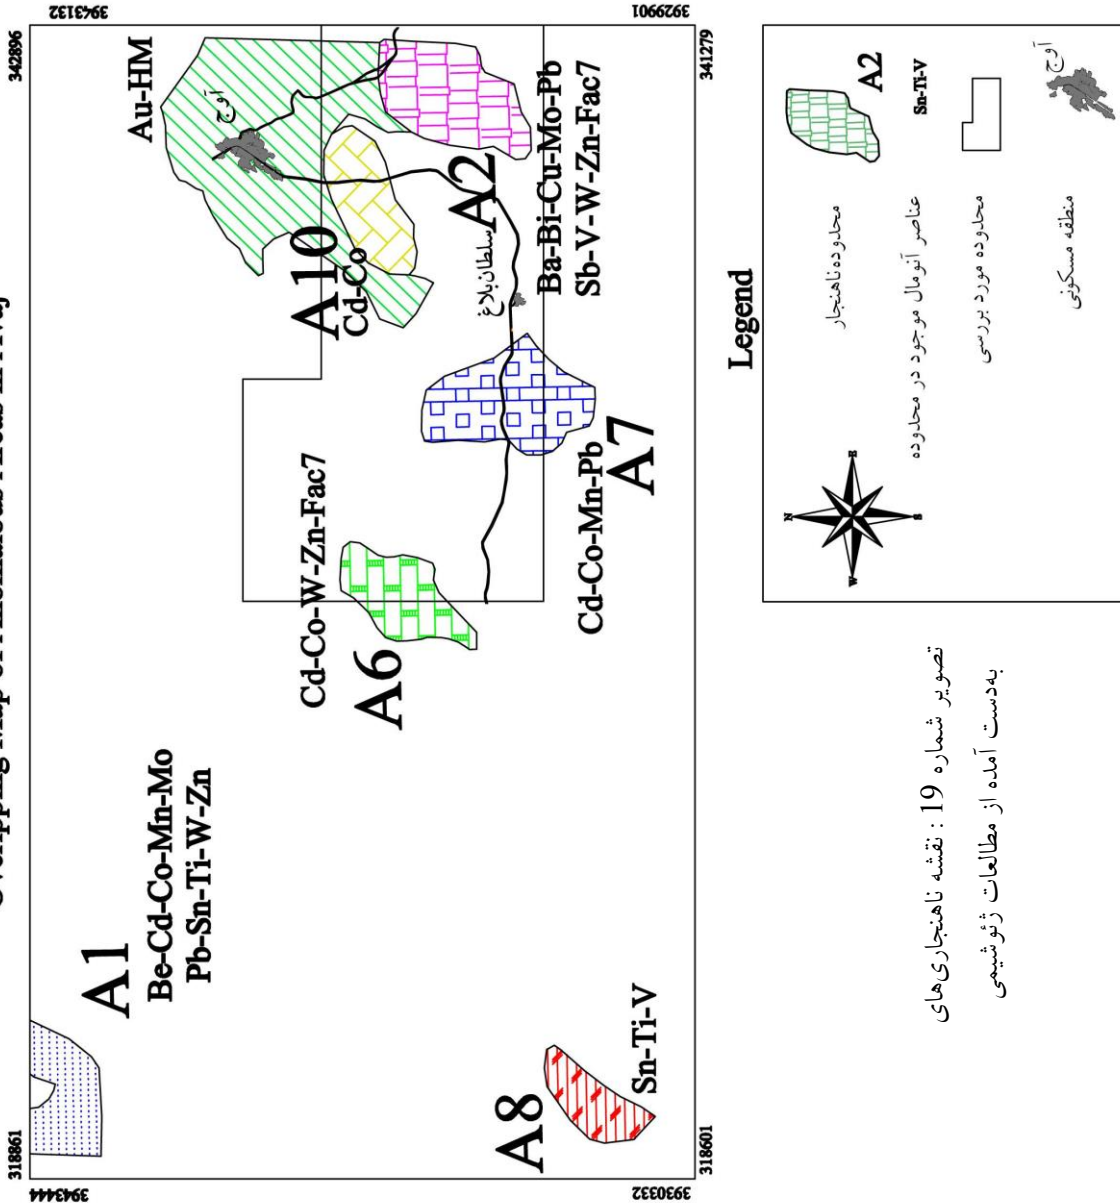 Overlapping Map of Anomalous Areas in Avaj
318861
342896
3943444
3943132
A1
Be-Cd-Co-Mn-Mo
Pb-Sn-Ti-W-Zn
Au-HM
آوج
A10
Cd-Co
Cd-Co-W-Zn-Fac7
A6
A2
سلطان‌بلاغ
Ba-Bi-Cu-Mo-Pb
Sb-V-W-Zn-Fac7
A8
Sn-Ti-V
Cd-Co-Mn-Pb
A7
3930332
3929901
318601
341279
Legend
N
E
S
W
محدوده ناهنجار
A2
عناصر آنومال موجود در محدوده
Sn-Ti-V
محدوده مورد بررسی
منطقه مسکونی
آوج
تصویر شماره 19 : نقشه ناهنجاری‌های
به‌دست آمده از مطالعات ژئوشیمی